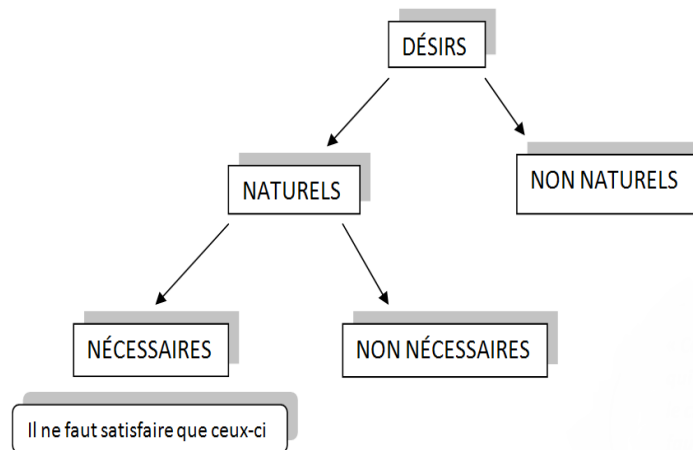 DÉSIRS
NATURELS
NON NATURELS
NÉCESSAIRES
NON NÉCESSAIRES
Il ne faut satisfaire que ceux-ci